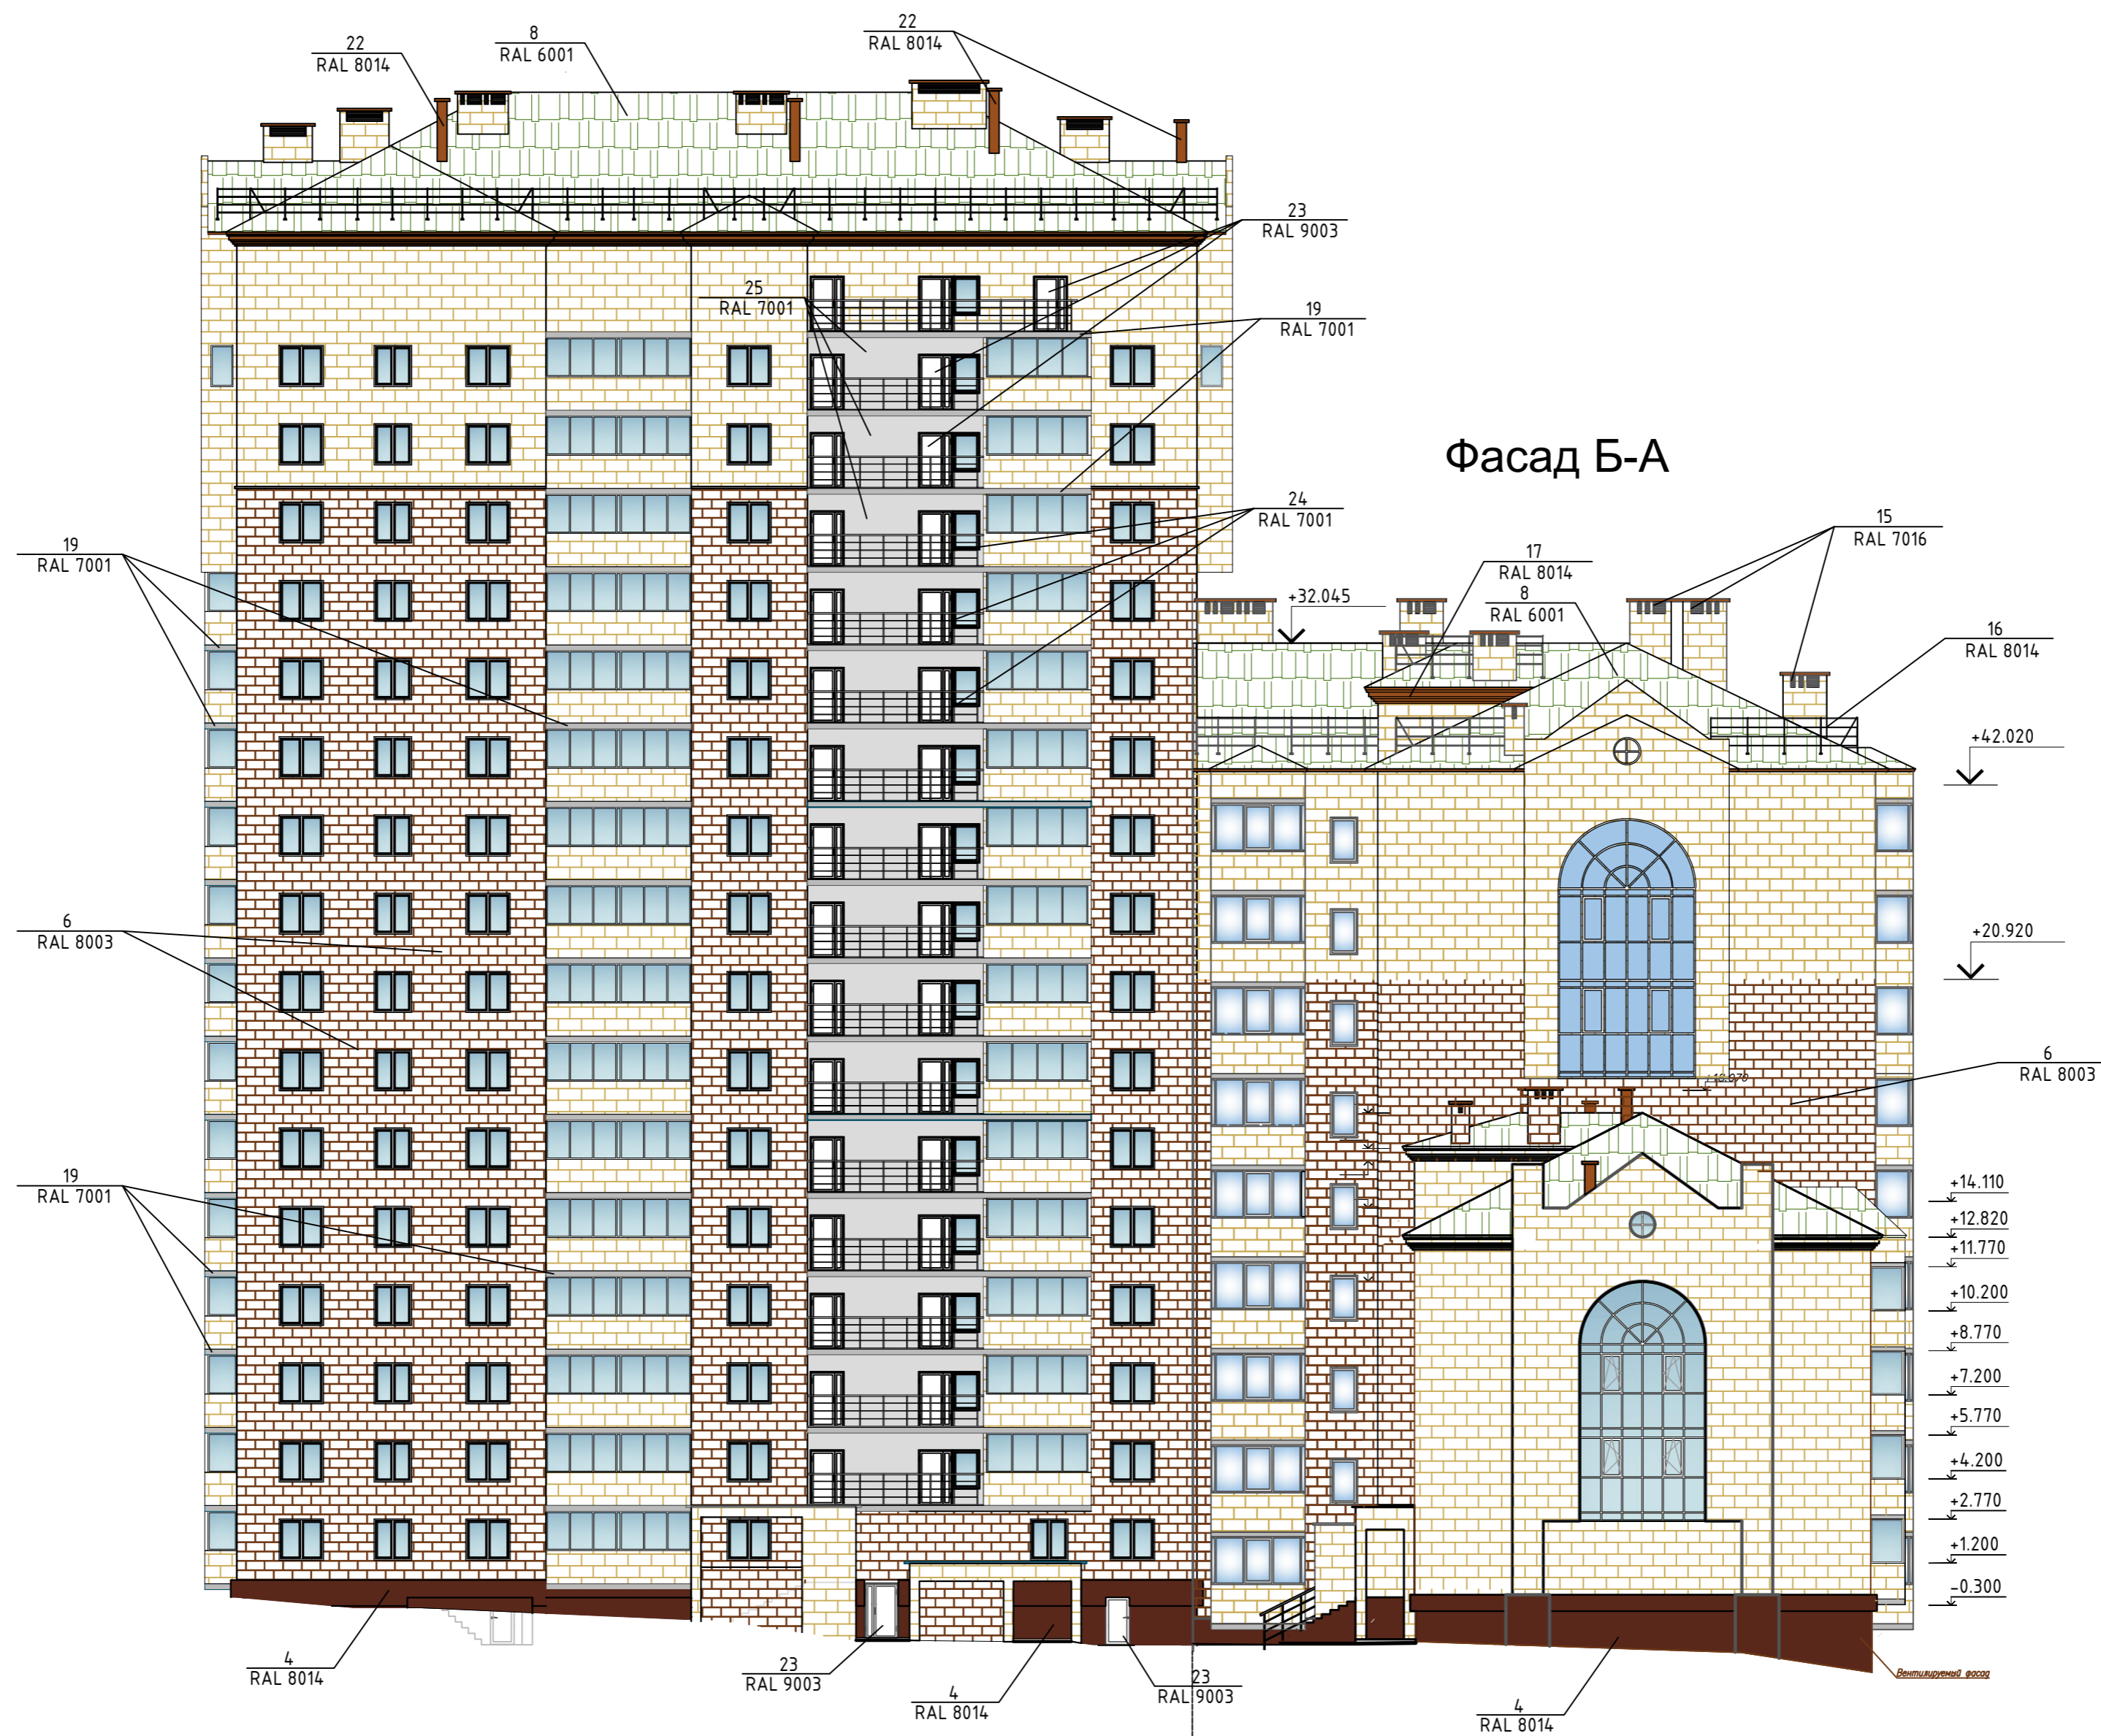 22
RAL 8014
8
RAL 6001
22
RAL 8014
23
RAL 9003
25
RAL 7001
19
RAL 7001
Фасад Б-А
24
RAL 7001
15
RAL 7016
19
RAL 7001
17
RAL 8014
8
RAL 6001
+32.045
16
RAL 8014
+42.020
6
RAL 8003
+20.920
6
RAL 8003
19
RAL 7001
+14.110
+12.820
+11.770
+10.200
+8.770
+7.200
+5.770
+4.200
+2.770
+1.200
-0.300
4
RAL 8014
23
RAL 9003
4
RAL 8014
23
RAL 9003
4
RAL 8014
Вентилируемый фасад